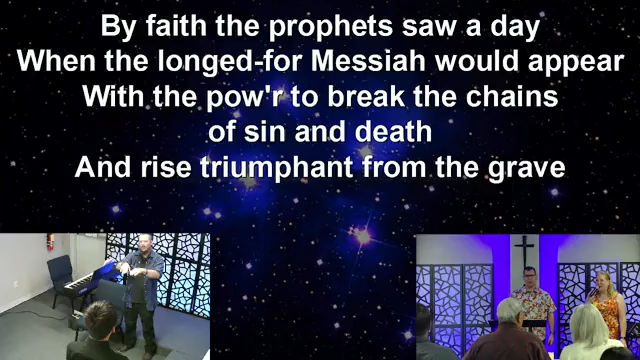 By faith the prophets saw a day
When the longed-for Messiah would appear
With the pow'r to break the chains
of sin and death
And rise triumphant from the grave